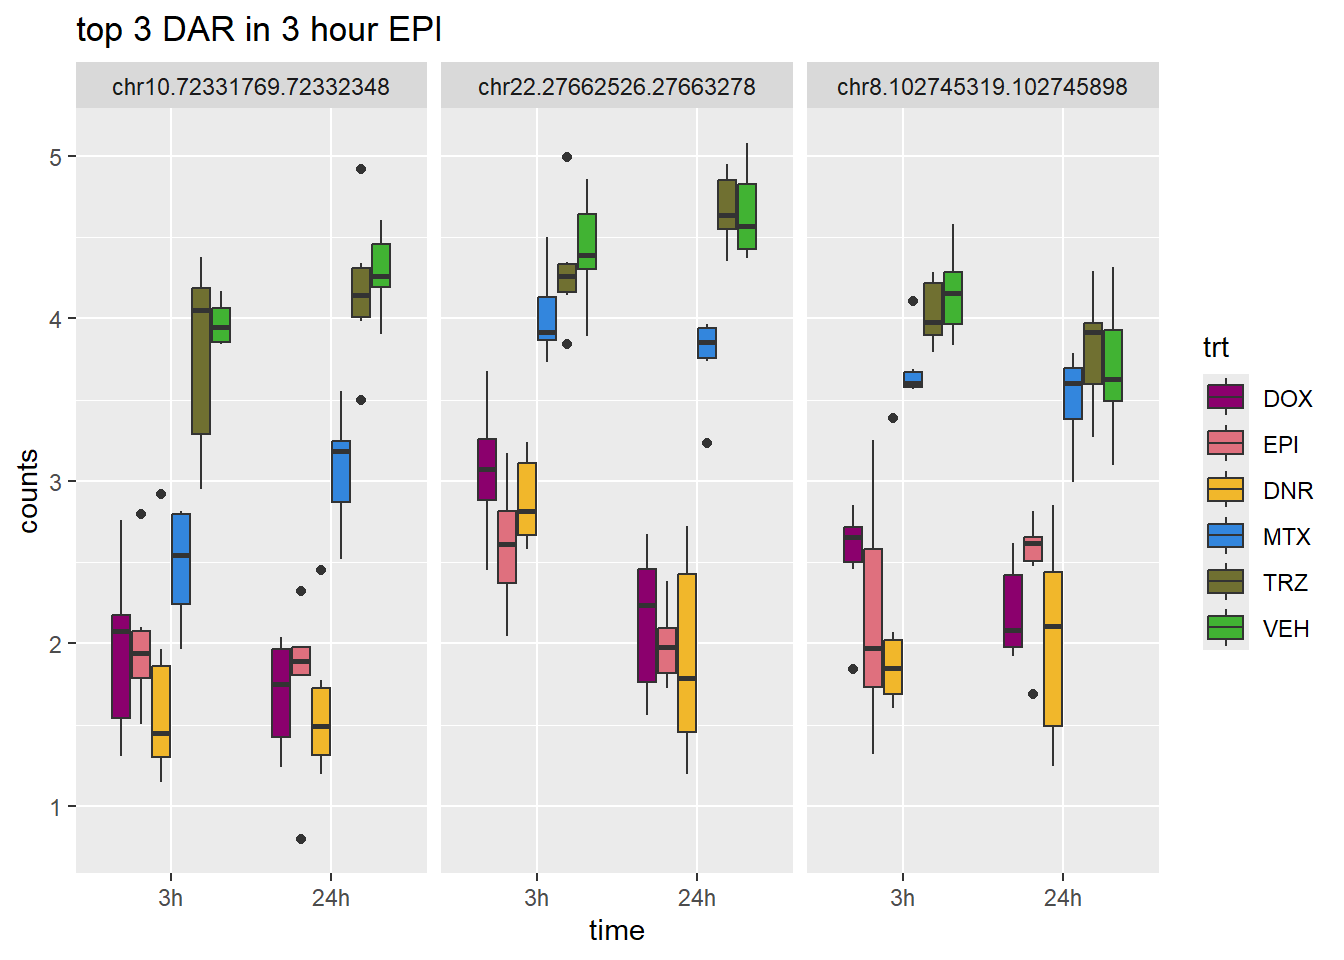 top 3 DAR in 3 hour EPI
chr10.72331769.72332348
chr22.27662526.27663278
chr8.102745319.102745898
counts
5
4
3
2
1
3h
24h
3h
24h
3h
24h
time
trt
DOX
EPI
DNR
MTX
TRZ
VEH